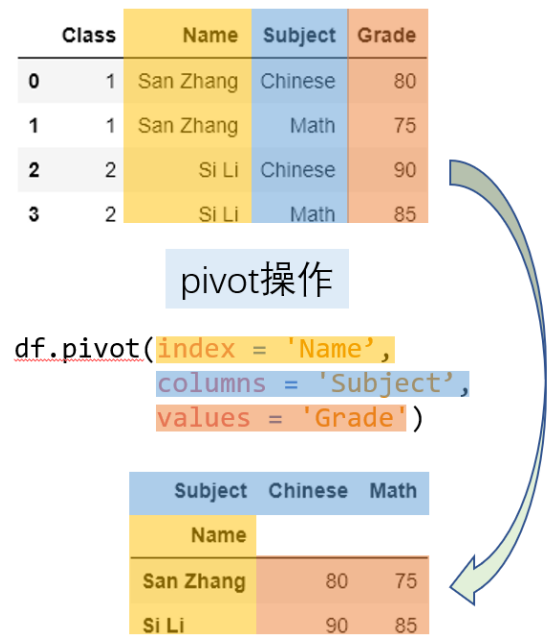 Class Name Subject Grade
0 1 San Zhang Chinese 80
1 1 San Zhang Math 75
2 2 Si Li Chinese 90
3 2 Si Li Math 85
pivot操作
df.pivot(index = 'Name’,
columns = 'Subject’,
values = 'Grade')
Subject Chinese Math
Name
San Zhang 80 75
Si Li 90 85